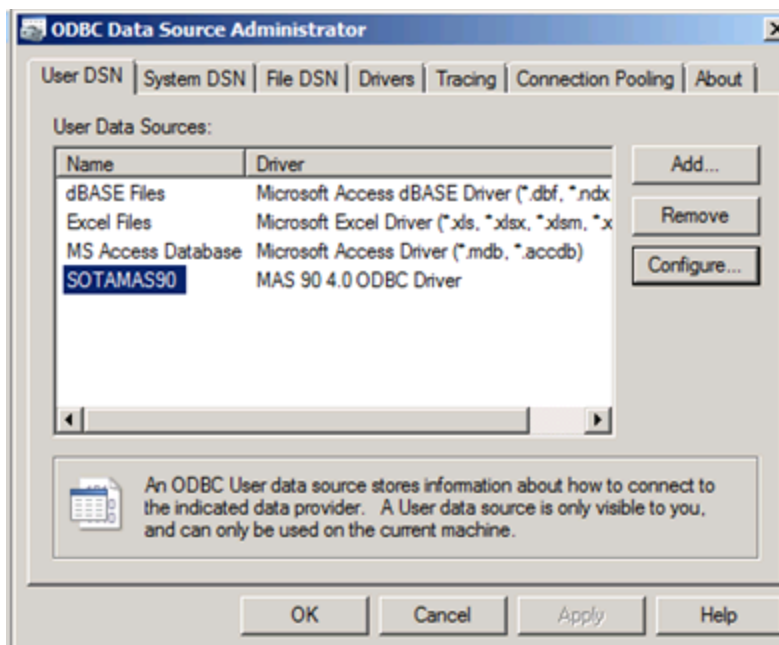 ODBC Data Source Administrator
User DSN System DSN File DSN Drivers Tracing Connection Pooling About
User Data Sources:
Name Driver
dBASE Files Microsoft Access dBASE Driver (*.dbf, *.ndx
Excel Files Microsoft Excel Driver (*.xls, *.xlsx, *.xlsm, *.x
MS Access Database Microsoft Access Driver (*.mdb, *.accdb)
SOTAMAS90 MAS 90 4.0 ODBC Driver
Add...
Remove
Configure...
An ODBC User data source stores information about how to connect to
the indicated data provider. A User data source is only visible to you,
and can only be used on the current machine.
OK Cancel Apply Help